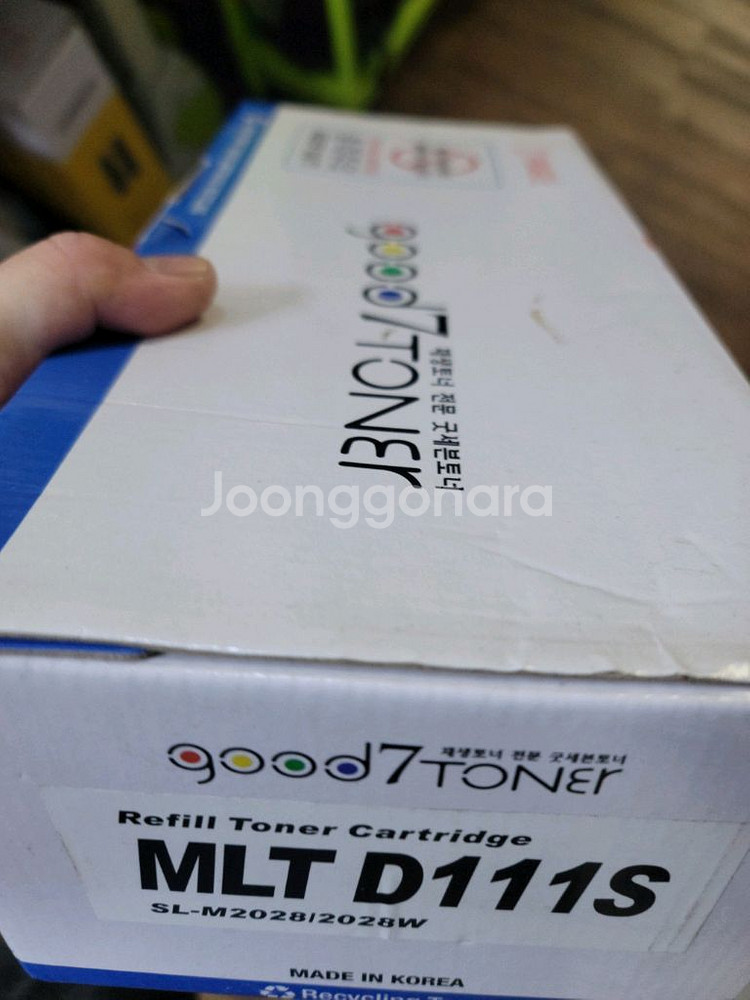 good7TONEr
재생토너 전문 굿세븐토너
Joonggonara
good7TONEr
재생토너 전문 굿세븐토너
Refill Toner Cartridge
MLT D111S
SL-M2028/2028W
MADE IN KOREA
Recycling